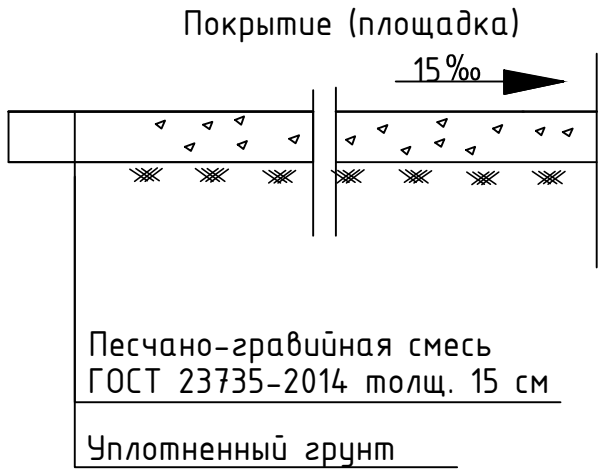 Покрытие (площадка)
15‰
Песчано-гравийная смесь
ГОСТ 23735-2014 толщ. 15 см
Уплотненный грунт